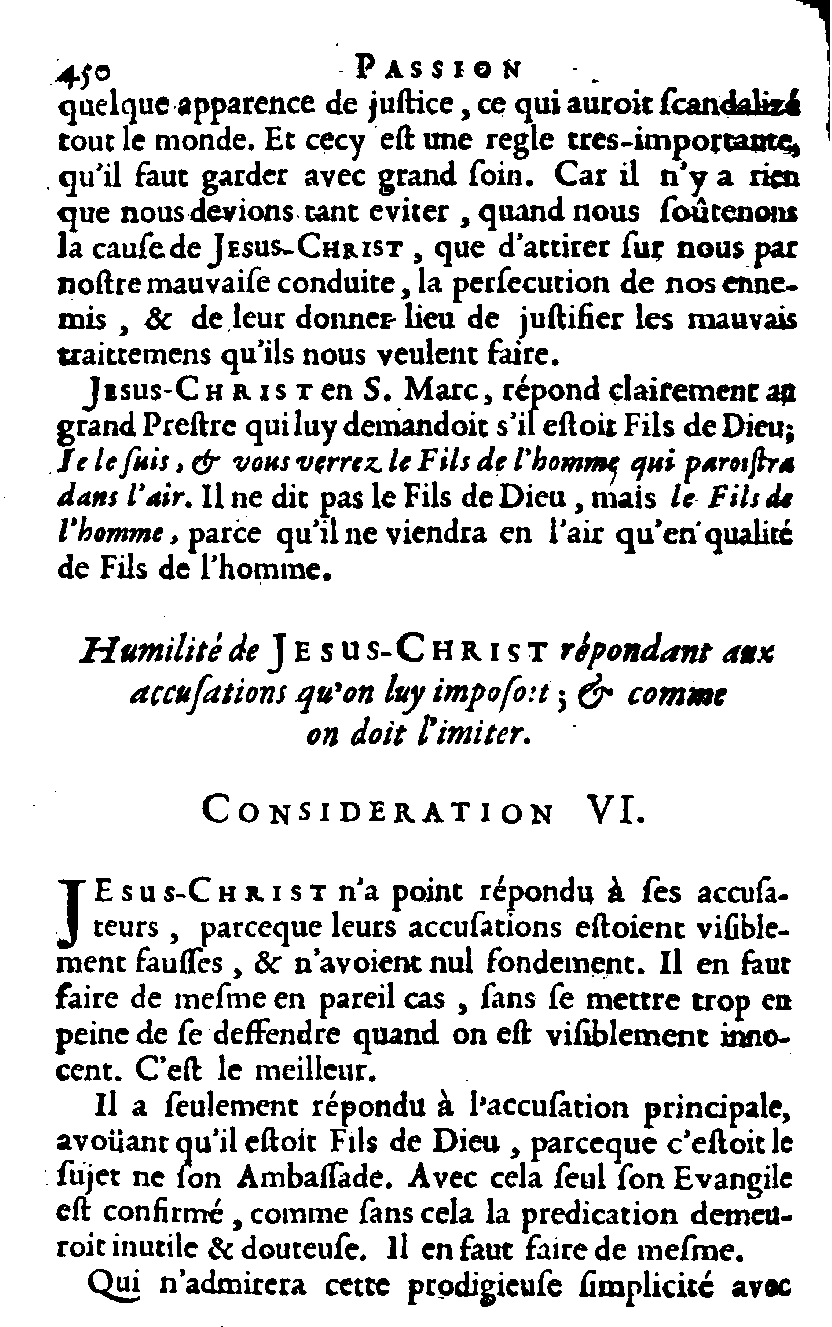 450 PASSION
quelque apparence de juſtice, ce qui auroit ſcandalizé
tout le monde. Et cecy eſt une regle tres-importante,
qu'il faut garder avec grand ſoin. Car il n'y a rien
que nous devions tant eviter, quand nous ſoûtenons
la cauſe de JESUS-CHRIST, que d'attirer ſur nous par
noſtre mauvaiſe conduite, la perſecution de nos enne-
mis, & de leur donner lieu de juſtifier les mauvais
traittemens qu'ils nous veulent faire.
JESUS-CHRIST en S. Marc, répond clairement au
grand Preſtre qui luy demandoit s'il eſtoit Fils de Dieu;
Je le ſuis, & vous verrez le Fils de l'homme qui paroiſtra
dans l'air. Il ne dit pas le Fils de Dieu, mais le Fils de
l'homme, parce qu'il ne viendra en l'air qu'en qualité
de Fils de l'homme.
Humilité de JESUS-CHRIST répondant aux
accuſations qu'on luy impoſoit; & comme
on doit l'imiter.
CONSIDERATION VI.
JESUS-CHRIST n'a point répondu à ſes accuſa-
teurs, parceque leurs accuſations eſtoient viſible-
ment fauſſes, & n'avoient nul fondement. Il en faut
faire de meſme en pareil cas, ſans ſe mettre trop en
peine de ſe deffendre quand on eſt viſiblement inno-
cent. C'eſt le meilleur.
Il a ſeulement répondu à l'accuſation principale,
avoüant qu'il eſtoit Fils de Dieu, parceque c'eſtoit le
ſujet ne ſon Ambaſſade. Avec cela ſeul ſon Evangile
eſt confirmé, comme ſans cela la predication demeu-
roit inutile & douteuſe. Il en faut faire de meſme.
Qui n'admirera cette prodigieuſe ſimplicité avec